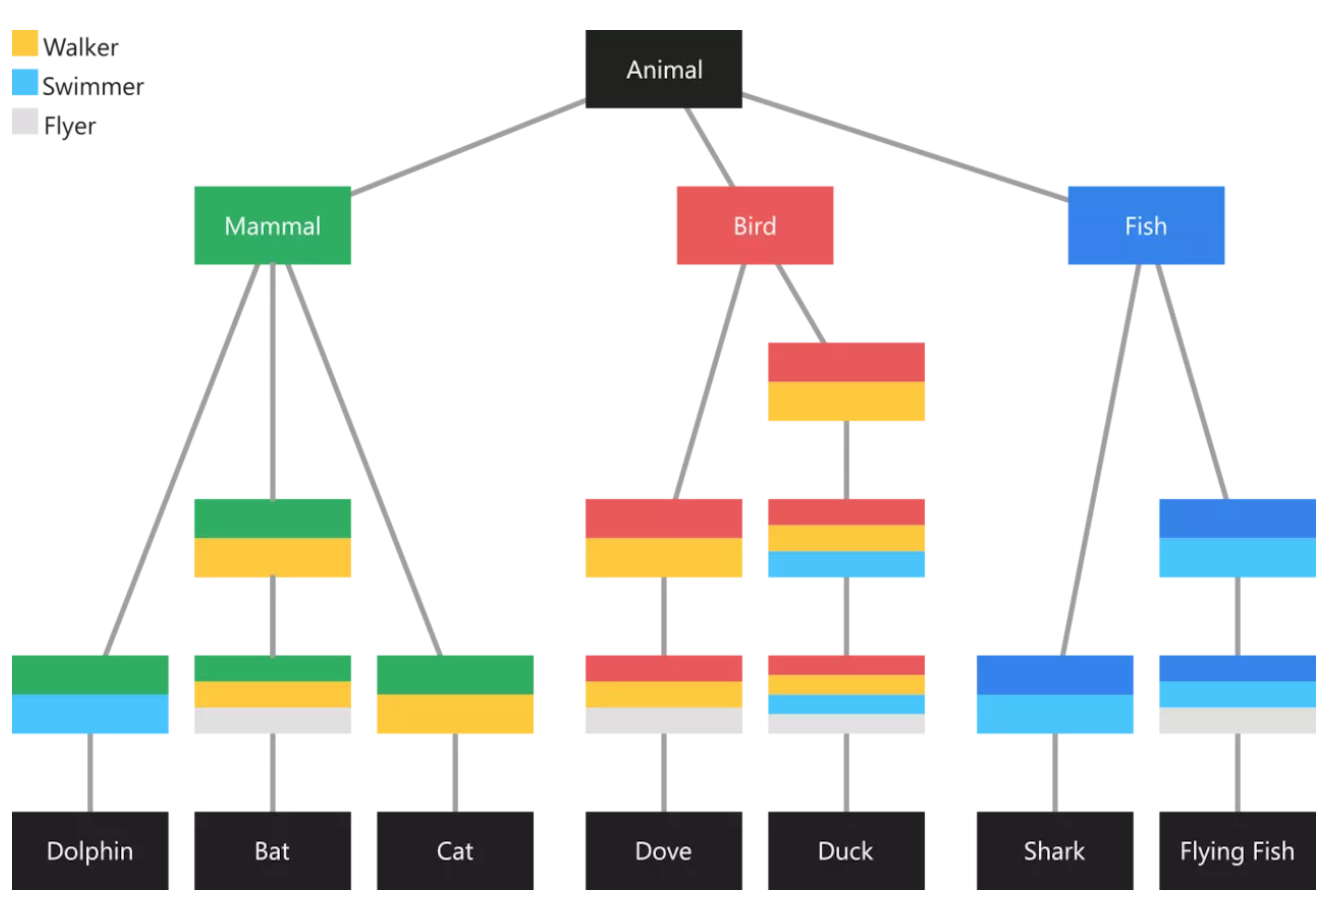 Walker
Swimmer
Flyer
Animal
Mammal
Bird
Fish
Dolphin
Bat
Cat
Dove
Duck
Shark
Flying Fish